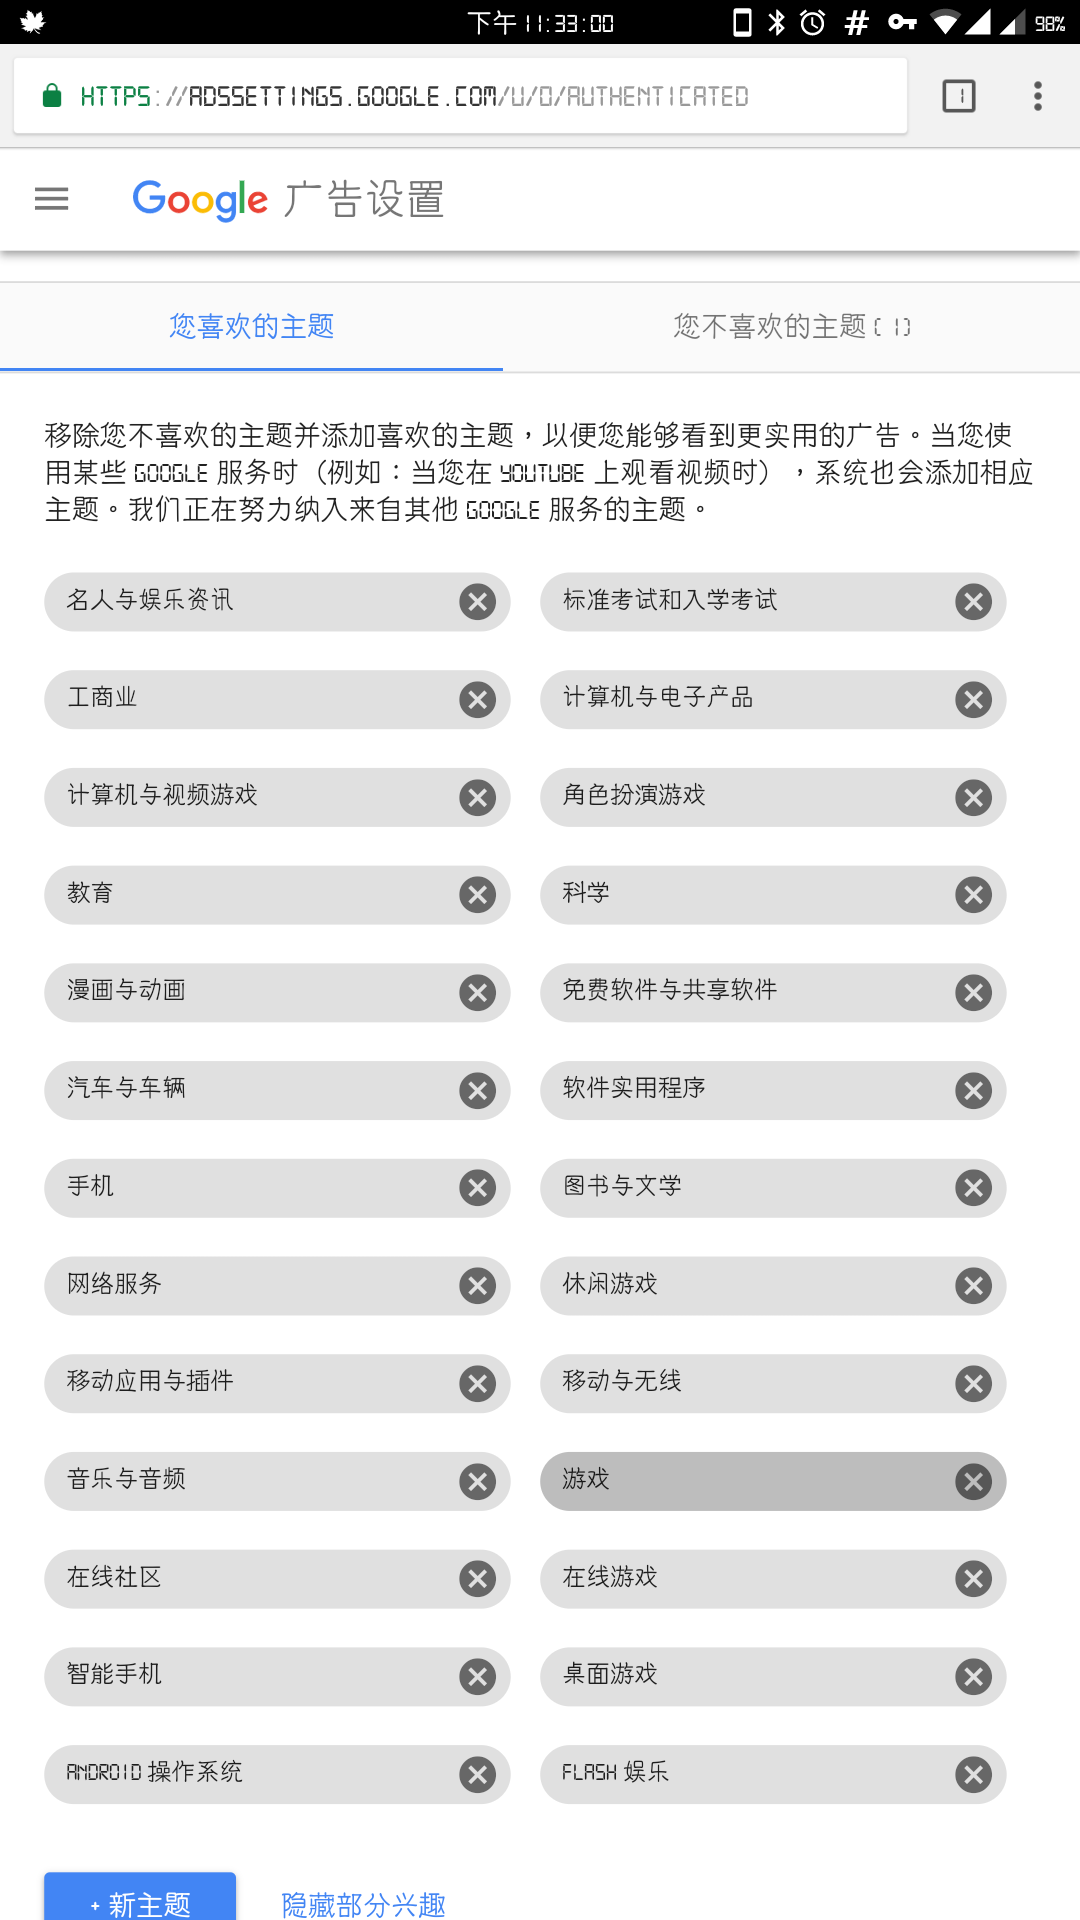 下午 11:33:00
98%
HTTPS://ADSSETTINGS.GOOGLE.COM/U/0/AUTHENTICATED
1
Google 广告设置
您喜欢的主题
您不喜欢的主题 (1)
移除您不喜欢的主题并添加喜欢的主题，以便您能够看到更实用的广告。当您使
用某些 GOOGLE 服务时（例如：当您在 YOUTUBE 上观看视频时），系统也会添加相应
主题。我们正在努力纳入来自其他 GOOGLE 服务的主题。
名人与娱乐资讯
标准考试和入学考试
工商业
计算机与电子产品
计算机与视频游戏
角色扮演游戏
教育
科学
漫画与动画
免费软件与共享软件
汽车与车辆
软件实用程序
手机
图书与文学
网络服务
休闲游戏
移动应用与插件
移动与无线
音乐与音频
游戏
在线社区
在线游戏
智能手机
桌面游戏
ANDROID 操作系统
FLASH 娱乐
+ 新主题
隐藏部分兴趣